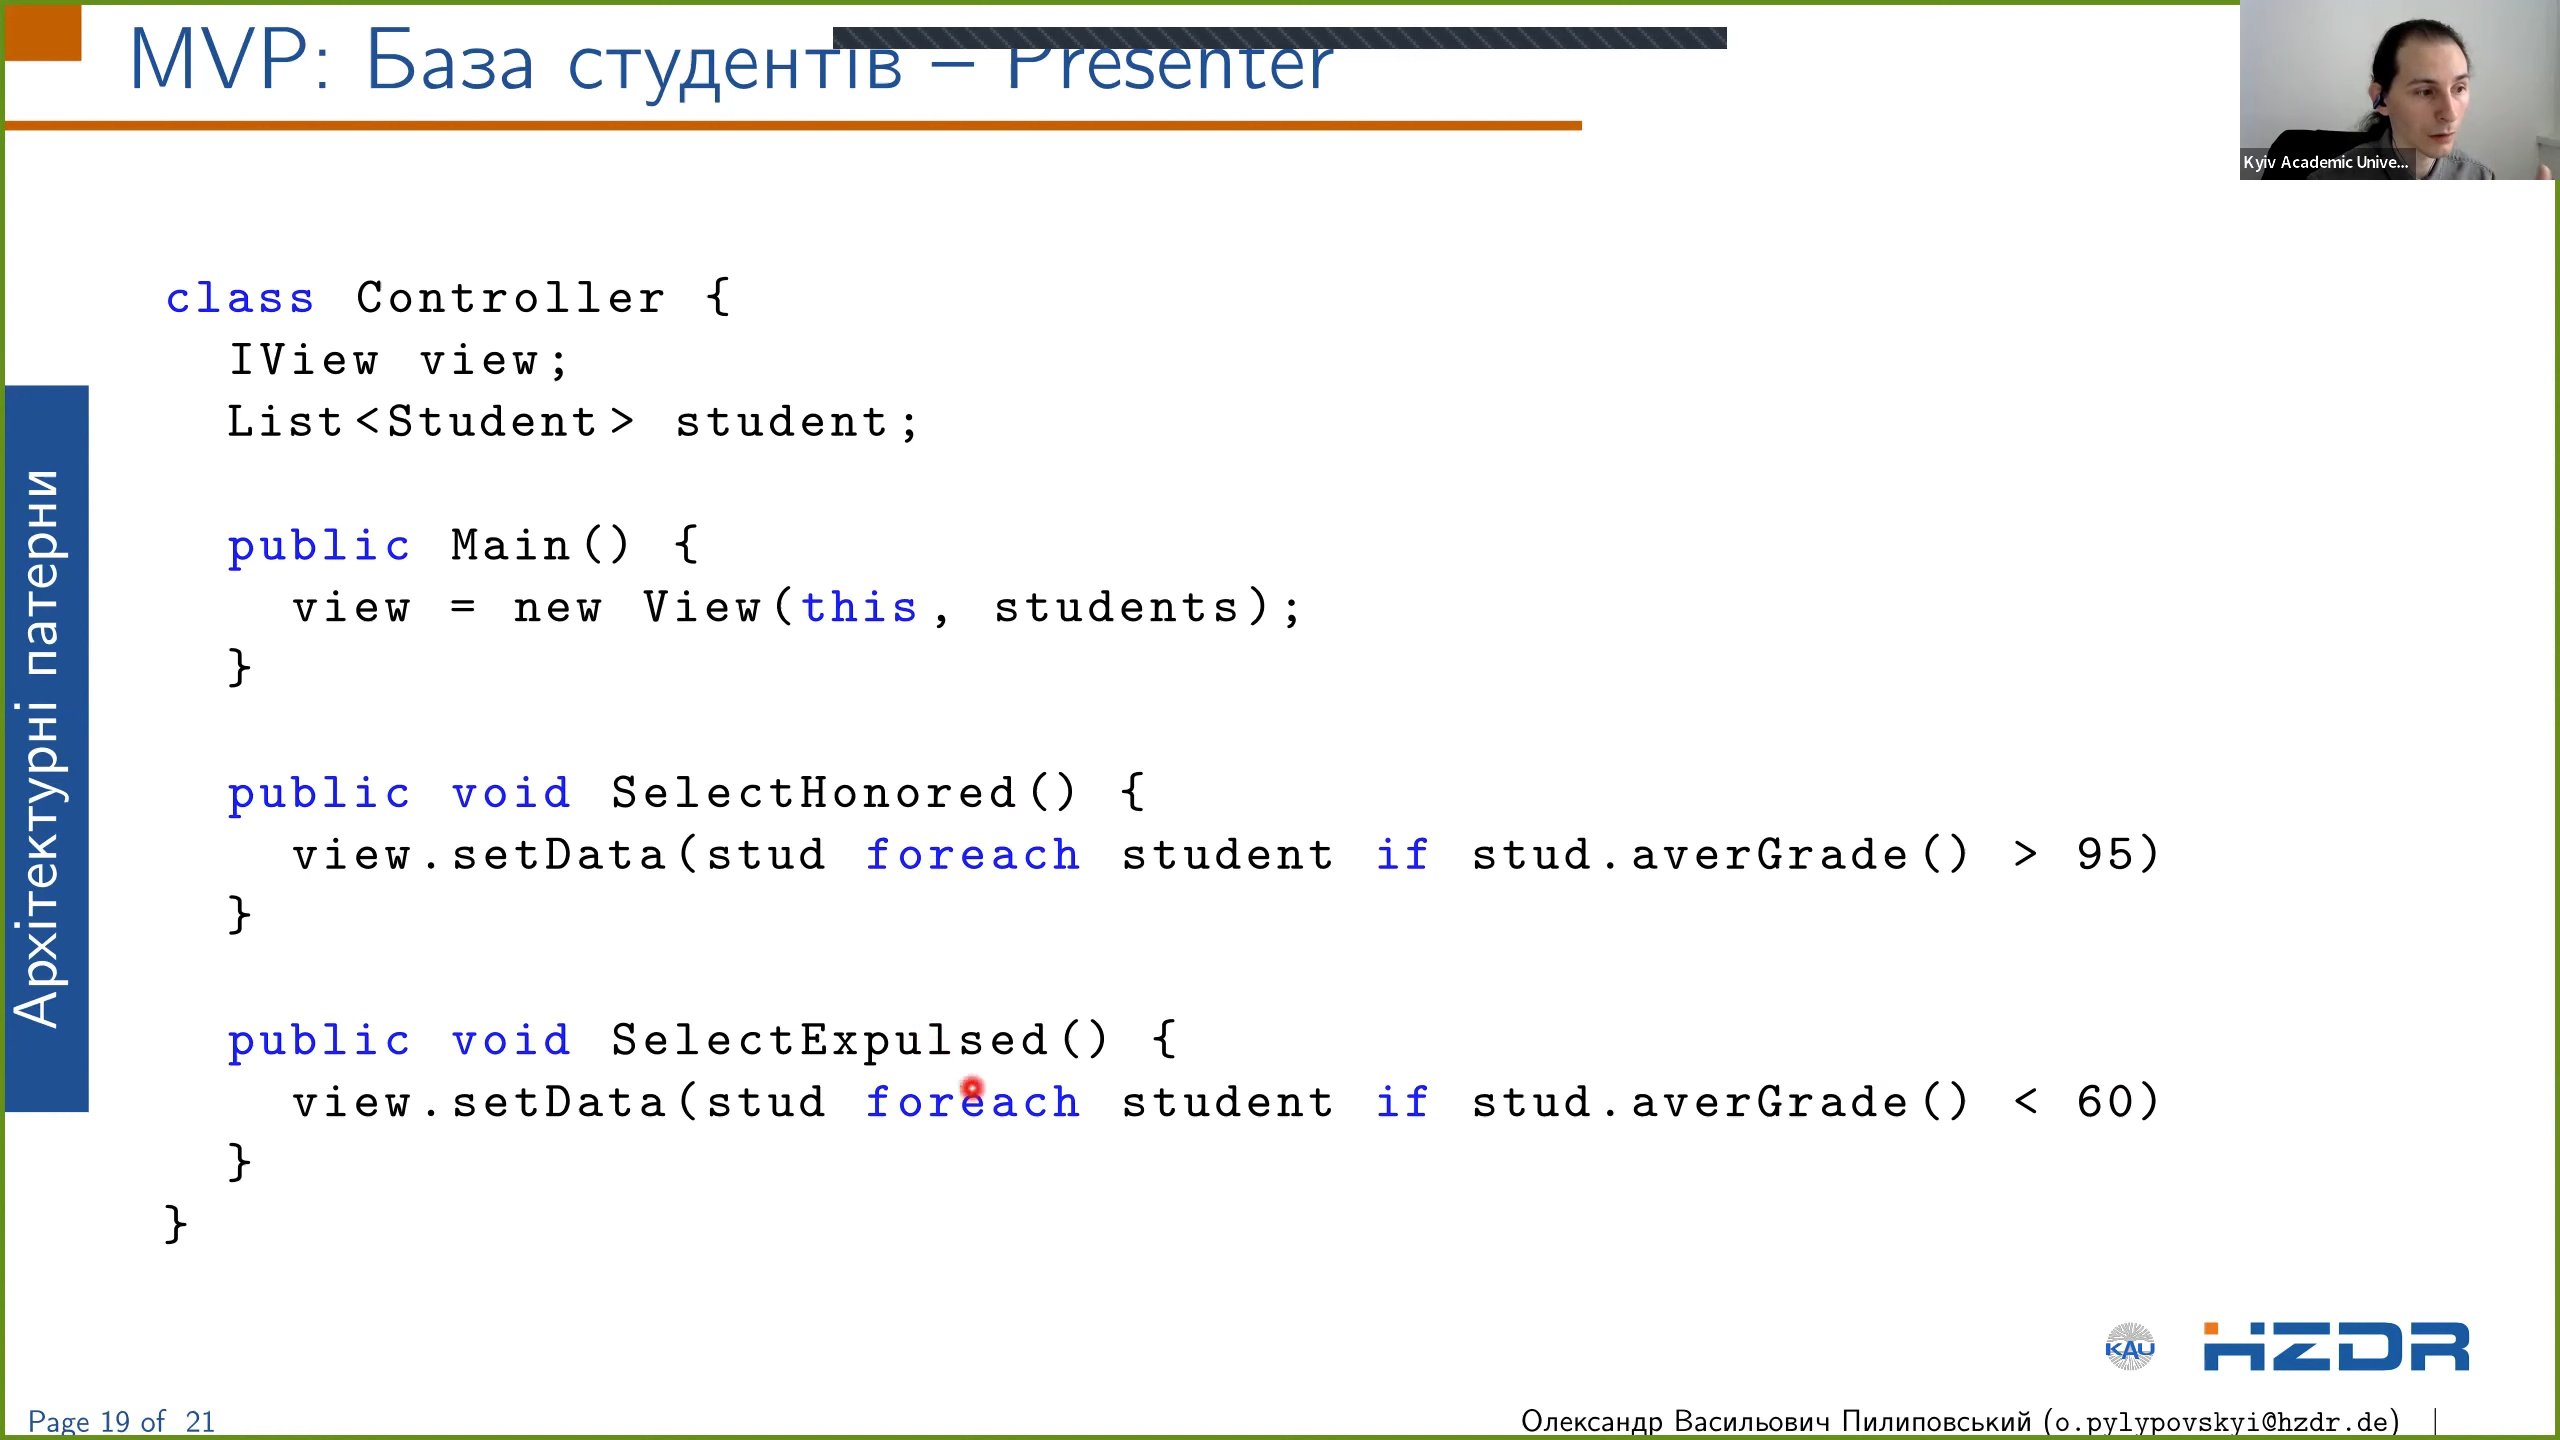 MVP: База студентів – Presenter
Kyiv Academic Unive...
class Controller {
IView view;
List<Student> student;
public Main() {
view = new View(this, students);
}
public void SelectHonored() {
view.setData(stud foreach student if stud.averGrade() > 95)
}
public void SelectExpulsed() {
view.setData(stud foreach student if stud.averGrade() < 60)
}
}
Архітектурні патерни
KAU
HZDR
Page 19 of 21
Олександр Васильович Пилиповський (o.pylypovskyi@hzdr.de) |